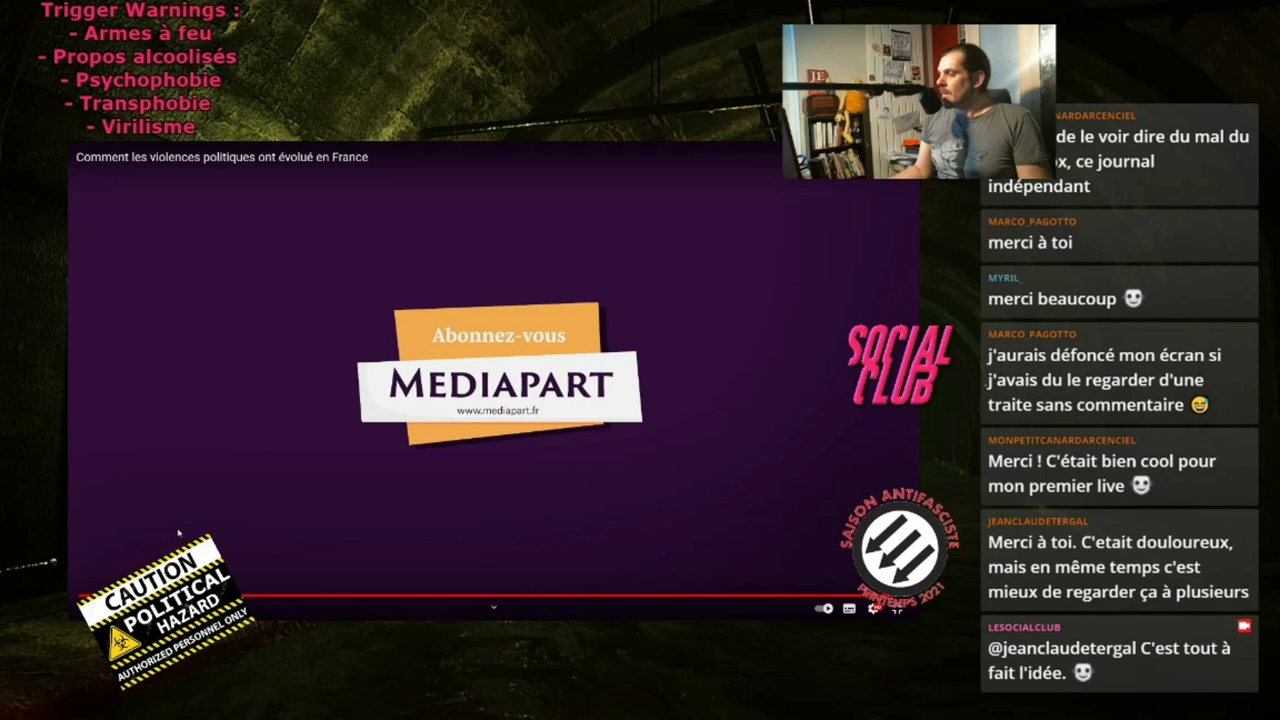 Trigger Warnings :
- Armes à feu
- Propos alcoolisés
- Psychophobie
- Transphobie
- Virilisme
Comment les violences politiques ont évolué en France
Abonnez-vous
MEDIAPART
www.mediapart.fr
SOCIAL
CLUB
SAISON ANTIFASCISTE
PRINTEMPS 2021
CAUTION
POLITICAL
HAZARD
AUTHORIZED PERSONNEL ONLY
NARDARCENCIEL
de le voir dire du mal du
x, ce journal
indépendant
MARCO_PAGOTTO
merci à toi
MYRIL_
merci beaucoup
MARCO_PAGOTTO
j'aurais défoncé mon écran si
j'avais du le regarder d'une
traite sans commentaire 😅
MONPETITCANARDARCENCIEL
Merci ! C'était bien cool pour
mon premier live
JEANCLAUDETERGAL
Merci à toi. C'etait douloureux,
mais en même temps c'est
mieux de regarder ça à plusieurs
LESOCIALCLUB
@jeanclaudetergal C'est tout à
fait l'idée.